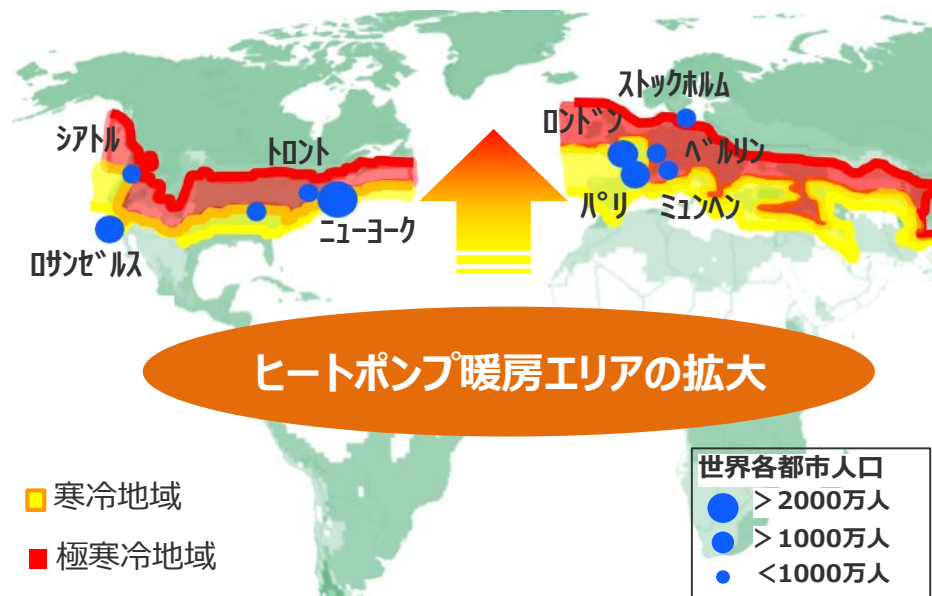 ストックホルム
ロンドン
シアトル
トロント
ベルリン
パリ
ミュンヘン
ニューヨーク
ロサンゼルス
ヒートポンプ暖房エリアの拡大
世界各都市人口
＞2000万人
＞1000万人
＜1000万人
寒冷地域
極寒冷地域